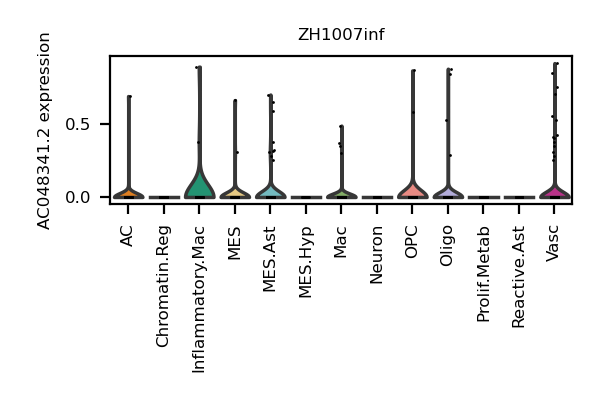 ZH1007inf
AC048341.2 expression
0.5
0.0
AC
Chromatin.Reg
Inflammatory.Mac
MES
MES.Ast
MES.Hyp
Mac
Neuron
OPC
Oligo
Prolif.Metab
Reactive.Ast
Vasc